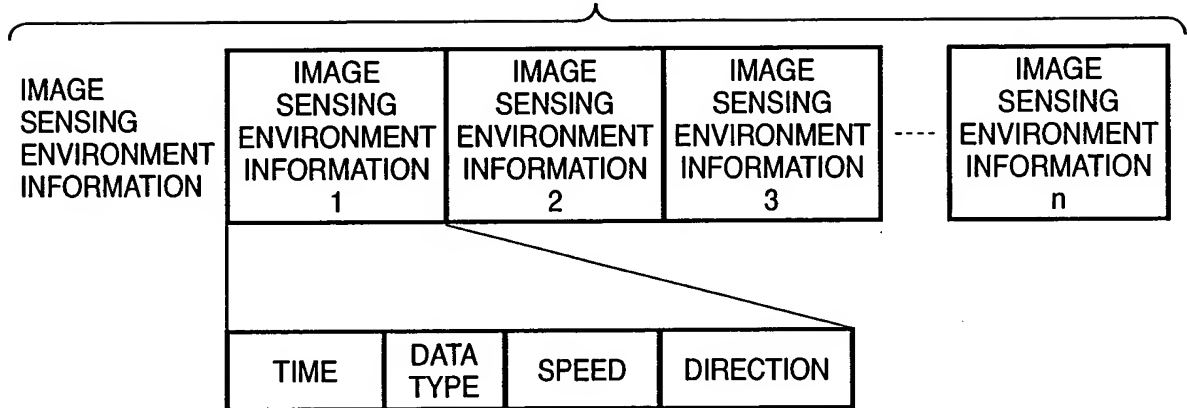 IMAGE
SENSING
ENVIRONMENT
INFORMATION
IMAGE
SENSING
ENVIRONMENT
INFORMATION
1
IMAGE
SENSING
ENVIRONMENT
INFORMATION
2
IMAGE
SENSING
ENVIRONMENT
INFORMATION
3
IMAGE
SENSING
ENVIRONMENT
INFORMATION
n
TIME
DATA
TYPE
SPEED
DIRECTION